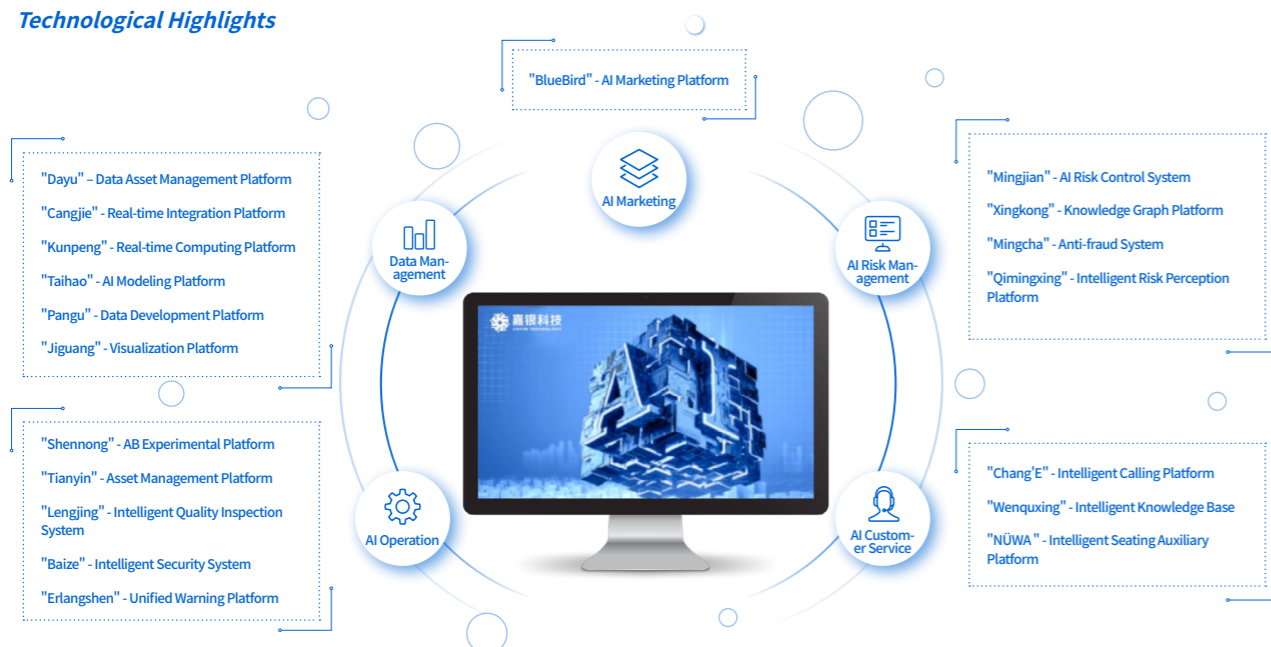 Technological Highlights
"BlueBird" - AI Marketing Platform
AI Marketing
"Dayu" – Data Asset Management Platform
"Cangjie" - Real-time Integration Platform
"Kunpeng" - Real-time Computing Platform
"Taihao" - AI Modeling Platform
"Pangu" - Data Development Platform
"Jiguang" - Visualization Platform
Data Man-
agement
"Mingjian" - AI Risk Control System
"Xingkong" - Knowledge Graph Platform
"Mingcha" - Anti-fraud System
"Qimingxing" - Intelligent Risk Perception
Platform
AI Risk Man-
agement
嘉银科技
JIAYIN TECHNOLOGY
AI
"Shennong" - AB Experimental Platform
"Tianyin" - Asset Management Platform
"Lengjing" - Intelligent Quality Inspection
System
"Baize" - Intelligent Security System
"Erlangshen" - Unified Warning Platform
AI Operation
"Chang'E" - Intelligent Calling Platform
"Wenquxing" - Intelligent Knowledge Base
"NÜWA " - Intelligent Seating Auxiliary
Platform
AI Custom-
er Service